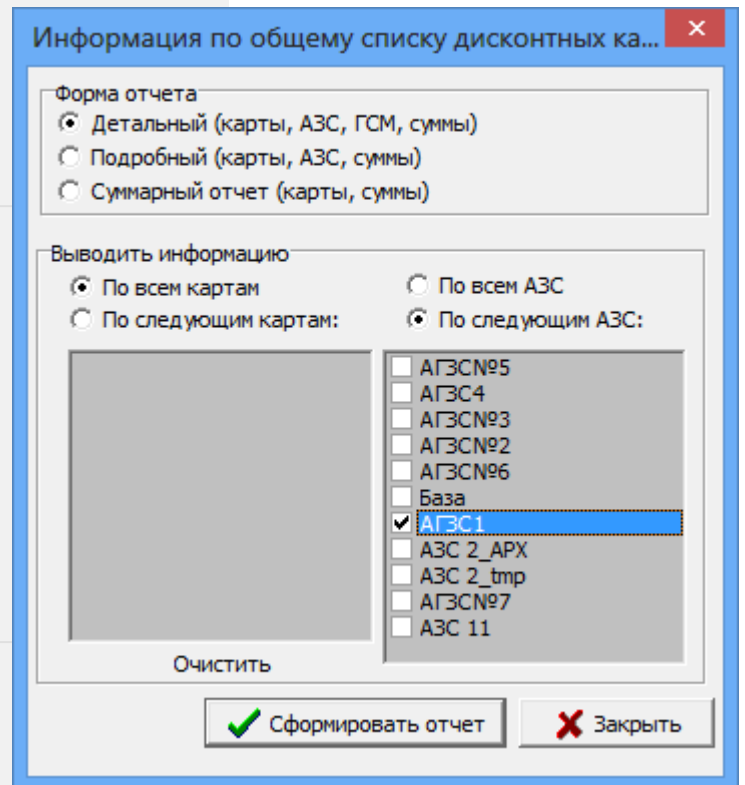 Информация по общему списку дисконтных ка...
Форма отчета
Детальный (карты, АЗС, ГСМ, суммы)
Подробный (карты, АЗС, суммы)
Суммарный отчет (карты, суммы)
Выводить информацию
По всем картам
По следующим картам:
По всем АЗС
По следующим АЗС:
АГЗС№5
АГЗС4
АГЗС№3
АГЗС№2
АГЗС№6
База
АГЗС1
АЗС 2_АРХ
АЗС 2_tmp
АГЗС№7
АЗС 11
Очистить
Сформировать отчет
Закрыть